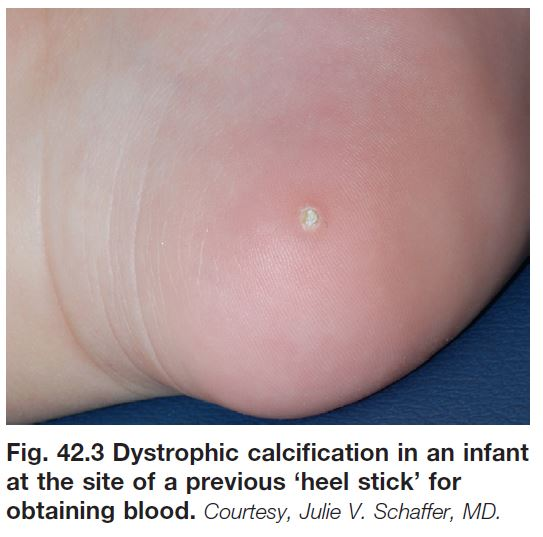 Fig. 42.3 Dystrophic calcification in an infant
at the site of a previous ‘heel stick’ for
obtaining blood. Courtesy, Julie V. Schaffer, MD.